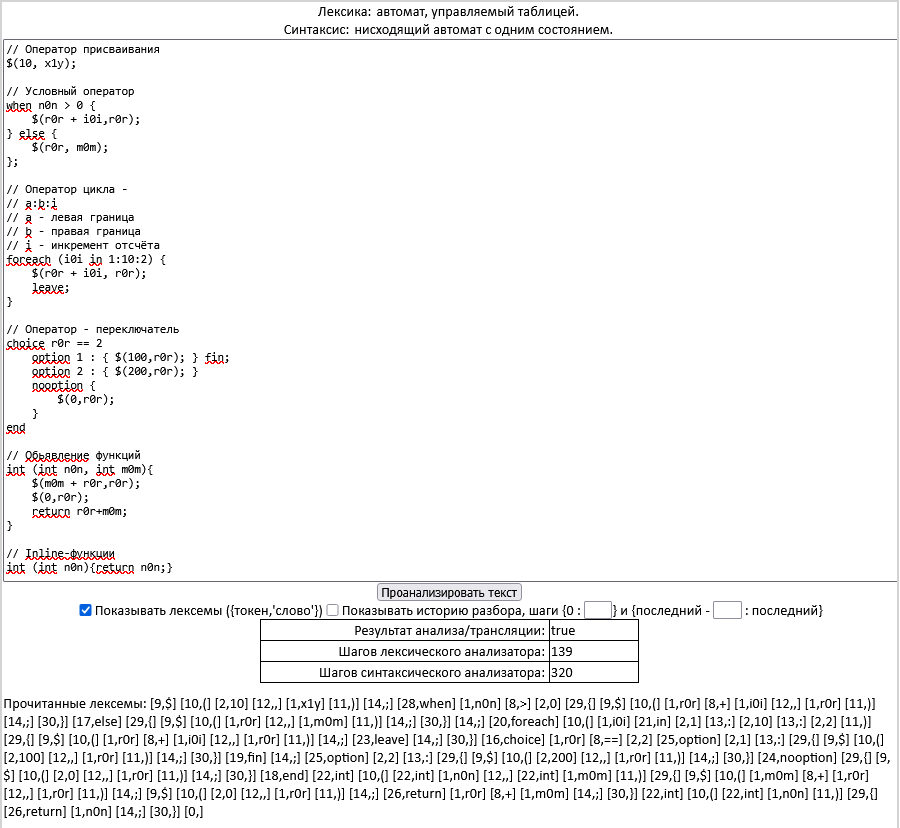 Лексика: автомат, управляемый таблицей.
Синтаксис: нисходящий автомат с одним состоянием.
// Оператор присваивания
$(10, x1y);
// Условный оператор
when n0n > 0 {
    $(r0r + i0i,r0r);
} else {
    $(r0r, m0m);
};
// Оператор цикла -
// a:b:i
// a - левая граница
// b - правая граница
// i - инкремент отсчёта
foreach (i0i in 1:10:2) {
    $(r0r + i0i, r0r);
    leave;
}
// Оператор - переключатель
choice r0r == 2
    option 1 : { $(100,r0r); } fin;
    option 2 : { $(200,r0r); }
    nooption {
        $(0,r0r);
    }
end
// Обьявление функций
int (int n0n, int m0m){
    $(m0m + r0r,r0r);
    $(0,r0r);
    return r0r+m0m;
}
// Inline-функции
int (int n0n){return n0n;}
Проанализировать текст
Показывать лексемы ({токен,'слово'}) Показывать историю разбора, шаги {0 : } и {последний - : последний}
Результат анализа/трансляции: true
Шагов лексического анализатора: 139
Шагов синтаксического анализатора: 320
Прочитанные лексемы: [9,$] [10,(] [2,10] [12,,] [1,x1y] [11,)] [14,;] [28,when] [1,n0n] [8,>] [2,0] [29,{] [9,$] [10,(] [1,r0r] [8,+] [1,i0i] [12,,] [1,r0r] [11,)]
[14,;] [30,}] [17,else] [29,{] [9,$] [10,(] [1,r0r] [12,,] [1,m0m] [11,)] [14,;] [30,}] [14,;] [20,foreach] [10,(] [1,i0i] [21,in] [2,1] [13,:] [2,10] [13,:] [2,2] [11,)]
[29,{] [9,$] [10,(] [1,r0r] [8,+] [1,i0i] [12,,] [1,r0r] [11,)] [14,;] [23,leave] [14,;] [30,}] [16,choice] [1,r0r] [8,==] [2,2] [25,option] [2,1] [13,:] [29,{] [9,$] [10,(]
[2,100] [12,,] [1,r0r] [11,)] [14,;] [30,}] [19,fin] [14,;] [25,option] [2,2] [13,:] [29,{] [9,$] [10,(] [2,200] [12,,] [1,r0r] [11,)] [14,;] [30,}] [24,nooption] [29,{] [9,
$] [10,(] [2,0] [12,,] [1,r0r] [11,)] [14,;] [30,}] [18,end] [22,int] [10,(] [22,int] [1,n0n] [12,,] [22,int] [1,m0m] [11,)] [29,{] [9,$] [10,(] [1,m0m] [8,+] [1,r0r]
[12,,] [1,r0r] [11,)] [14,;] [9,$] [10,(] [2,0] [12,,] [1,r0r] [11,)] [14,;] [26,return] [1,r0r] [8,+] [1,m0m] [14,;] [30,}] [22,int] [10,(] [22,int] [1,n0n] [11,)] [29,{]
[26,return] [1,n0n] [14,;] [30,}] [0,]